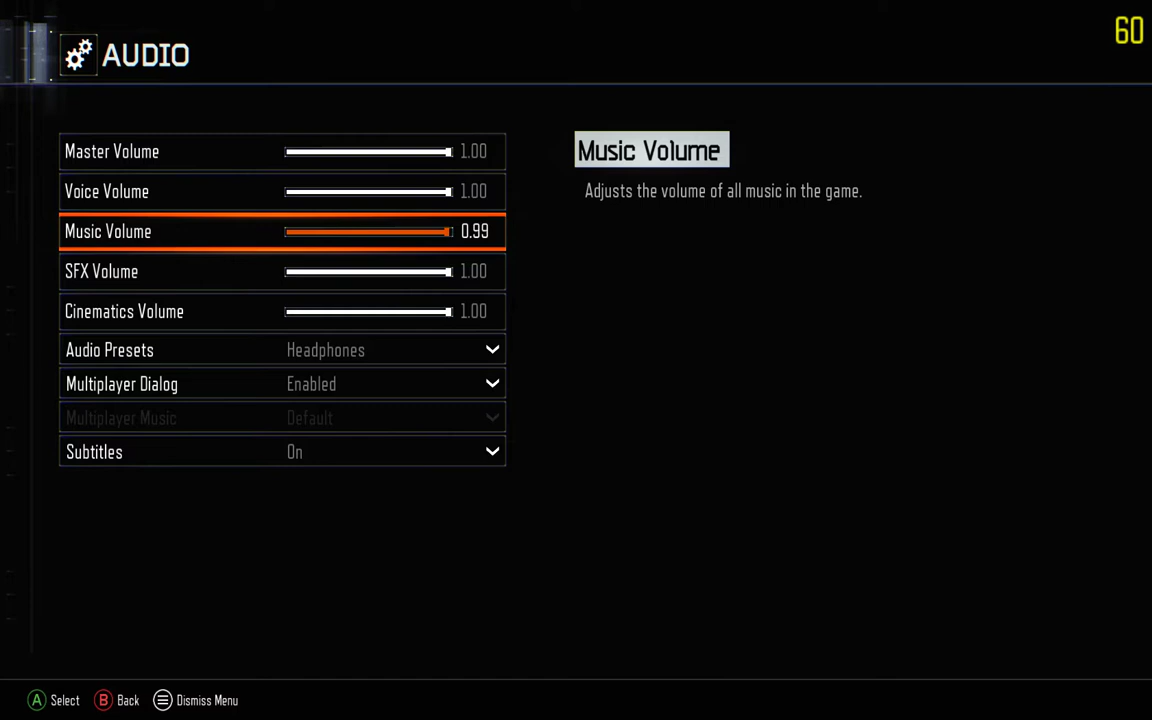 60
AUDIO
Master Volume 1.00
Music Volume
Voice Volume 1.00
Adjusts the volume of all music in the game.
Music Volume 0.99
SFX Volume 1.00
Cinematics Volume 1.00
Audio Presets Headphones
Multiplayer Dialog Enabled
Multiplayer Music Default
Subtitles On
A Select B Back Dismiss Menu